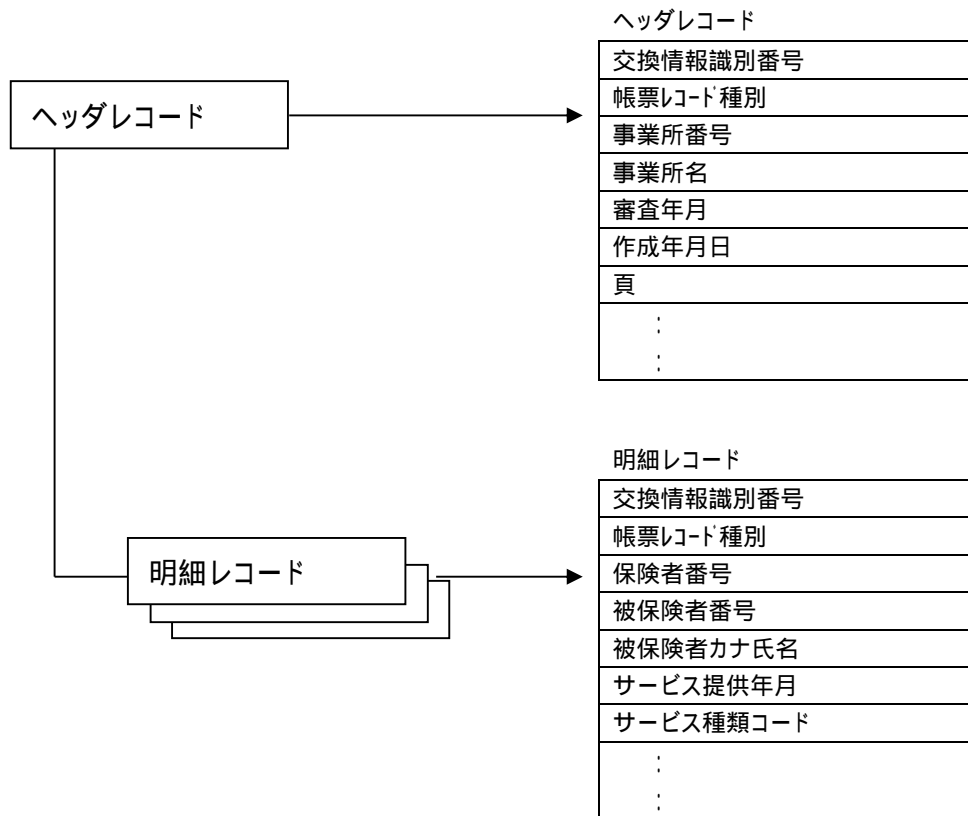 ヘッダレコード
ヘッダレコード
交換情報識別番号
帳票ﾚｺｰﾄﾞ種別
事業所番号
事業所名
審査年月
作成年月日
頁
:
:
明細レコード
明細レコード
交換情報識別番号
帳票ﾚｺｰﾄﾞ種別
保険者番号
被保険者番号
被保険者カナ氏名
サービス提供年月
サービス種類コード
:
: